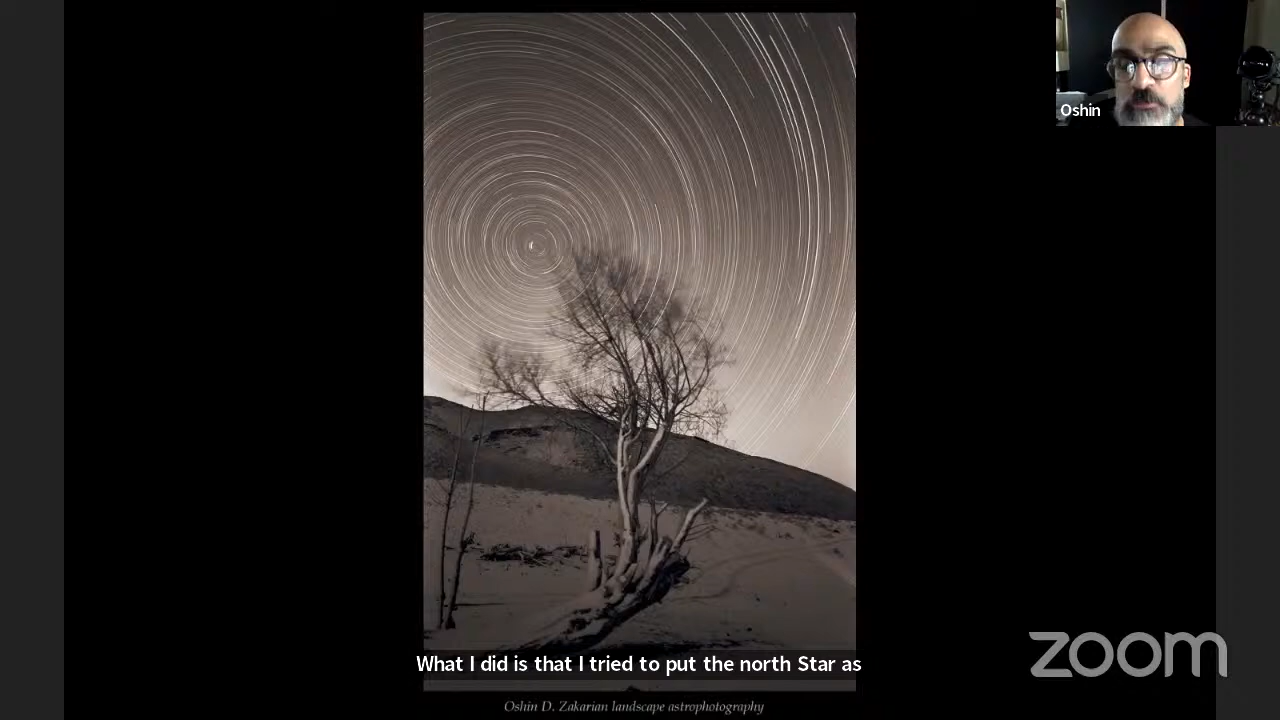 Oshin
What I did is that I tried to put the north Star as
zoom
Oshin D. Zakarian landscape astrophotography